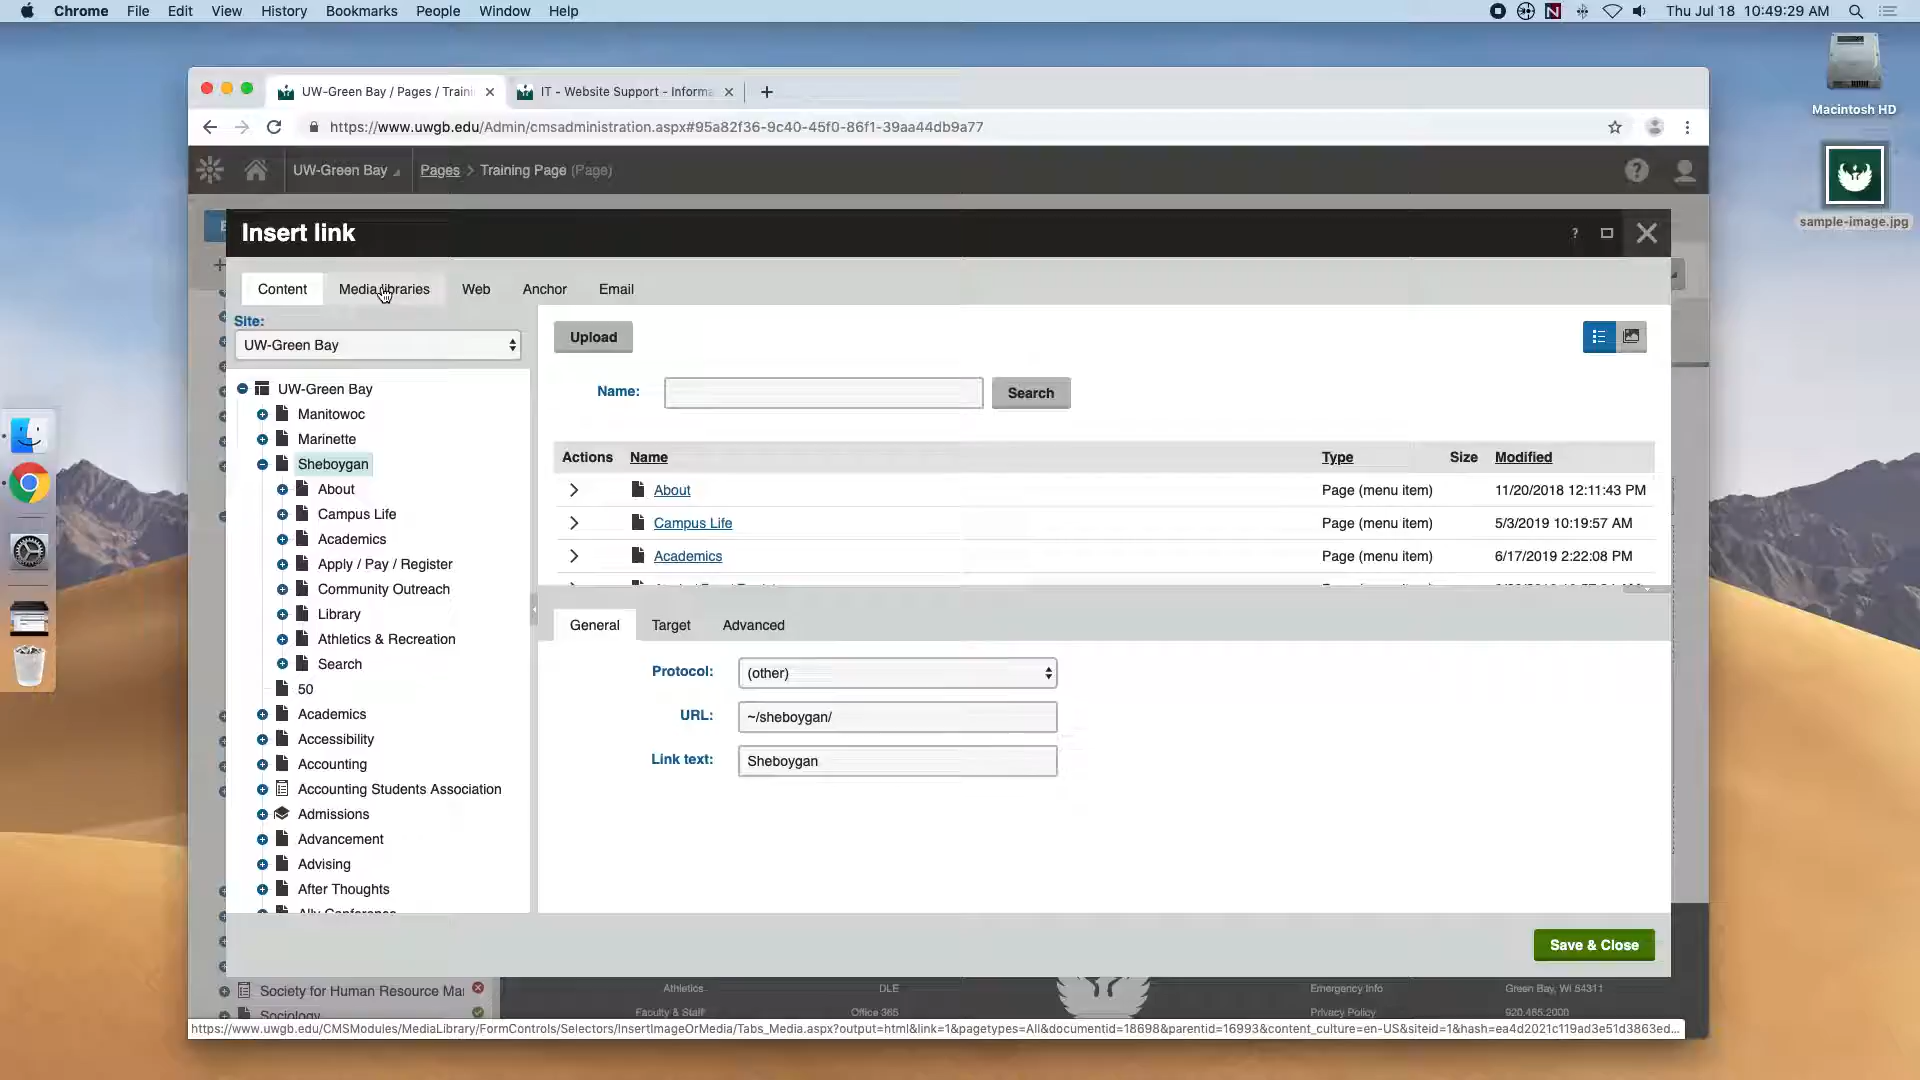 Chrome File Edit View History Bookmarks People Window Help
Thu Jul 18 10:49:29 AM
Macintosh HD
sample-image.jpg
UW-Green Bay / Pages / Traini
IT - Website Support - Informa
https://www.uwgb.edu/Admin/cmsadministration.aspx#95a82f36-9c40-45f0-86f1-39aa44db9a77
UW-Green Bay
Pages > Training Page (Page)
Insert link
Content Media libraries Web Anchor Email
Site:
UW-Green Bay
UW-Green Bay
Manitowoc
Marinette
Sheboygan
About
Campus Life
Academics
Apply / Pay / Register
Community Outreach
Library
Athletics & Recreation
Search
50
Academics
Accessibility
Accounting
Accounting Students Association
Admissions
Advancement
Advising
After Thoughts
Upload
Name:
Search
Actions Name Type Size Modified
About Page (menu item) 11/20/2018 12:11:43 PM
Campus Life Page (menu item) 5/3/2019 10:19:57 AM
Academics Page (menu item) 6/17/2019 2:22:08 PM
General Target Advanced
Protocol: (other)
URL: ~/sheboygan/
Link text: Sheboygan
Save & Close
Society for Human Resource Mar
Sociology
Athletics DLE
Faculty & Staff Office 365
Emergency Info Green Bay, WI 54311
Privacy Policy 920.465.2000
https://www.uwgb.edu/CMSModules/MediaLibrary/FormControls/Selectors/InsertImageOrMedia/Tabs_Media.aspx?output=html&link=1&pagetypes=All&documentid=18698&parentid=16993&content_culture=en-US&siteid=1&hash=ea4d2021c119ad3e51d3863ed...